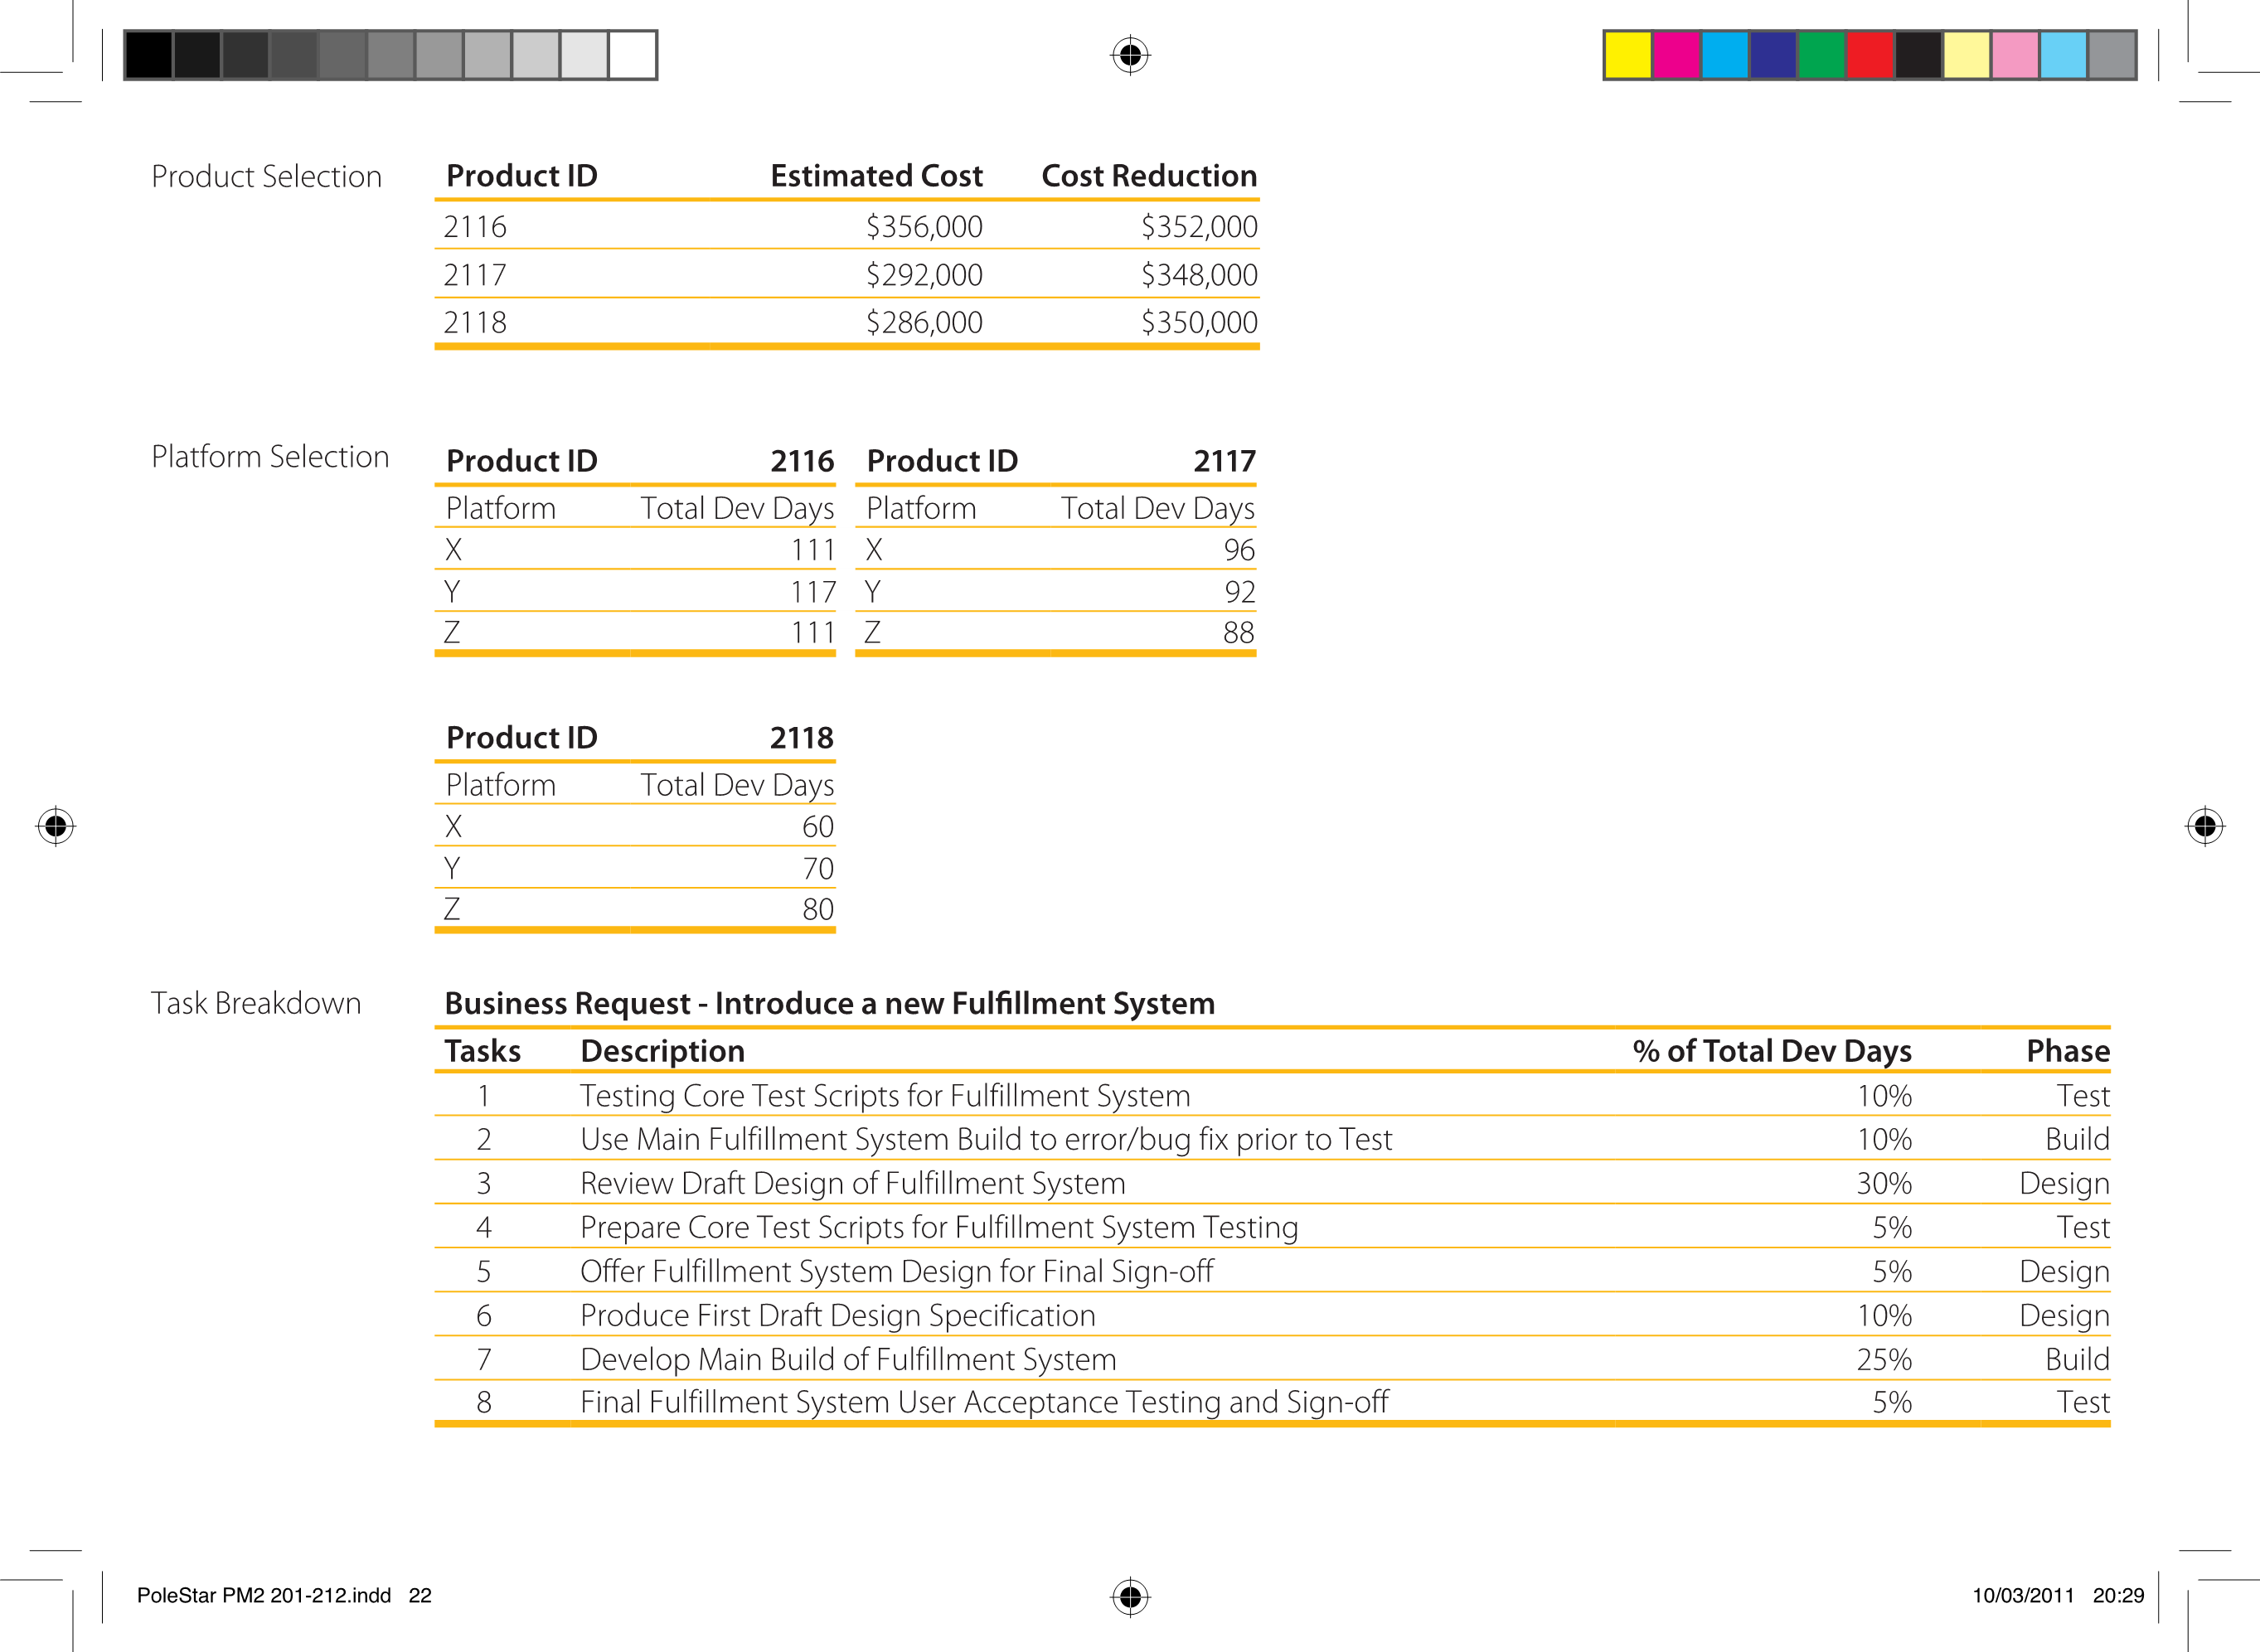 Product Selection
Product ID Estimated Cost Cost Reduction
2116 $356,000 $352,000
2117 $292,000 $348,000
2118 $286,000 $350,000
Platform Selection
Product ID 2116
Platform Total Dev Days
X 111
Y 117
Z 111
Product ID 2117
Platform Total Dev Days
X 96
Y 92
Z 88
Product ID 2118
Platform Total Dev Days
X 60
Y 70
Z 80
Task Breakdown
Business Request - Introduce a new Fulfillment System
Tasks Description % of Total Dev Days Phase
1 Testing Core Test Scripts for Fulfillment System 10% Test
2 Use Main Fulfillment System Build to error/bug fix prior to Test 10% Build
3 Review Draft Design of Fulfillment System 30% Design
4 Prepare Core Test Scripts for Fulfillment System Testing 5% Test
5 Offer Fulfillment System Design for Final Sign-off 5% Design
6 Produce First Draft Design Specification 10% Design
7 Develop Main Build of Fulfillment System 25% Build
8 Final Fulfillment System User Acceptance Testing and Sign-off 5% Test
PoleStar PM2 201-212.indd 22 10/03/2011 20:29